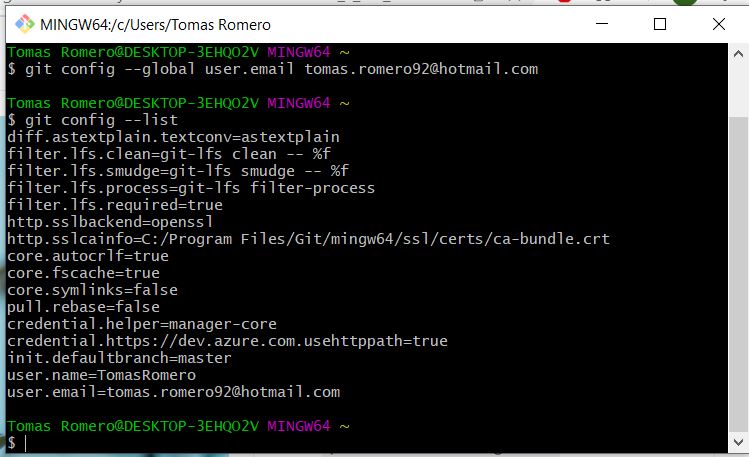 MINGW64:/c/Users/Tomas Romero
Tomas Romero@DESKTOP-3EHQO2V MINGW64 ~
$ git config --global user.email tomas.romero92@hotmail.com
Tomas Romero@DESKTOP-3EHQO2V MINGW64 ~
$ git config --list
diff.astextplain.textconv=astextplain
filter.lfs.clean=git-lfs clean -- %f
filter.lfs.smudge=git-lfs smudge -- %f
filter.lfs.process=git-lfs filter-process
filter.lfs.required=true
http.sslbackend=openssl
http.sslcainfo=C:/Program Files/Git/mingw64/ssl/certs/ca-bundle.crt
core.autocrlf=true
core.fscache=true
core.symlinks=false
pull.rebase=false
credential.helper=manager-core
credential.https://dev.azure.com.usehttppath=true
init.defaultbranch=master
user.name=TomasRomero
user.email=tomas.romero92@hotmail.com
Tomas Romero@DESKTOP-3EHQO2V MINGW64 ~
$